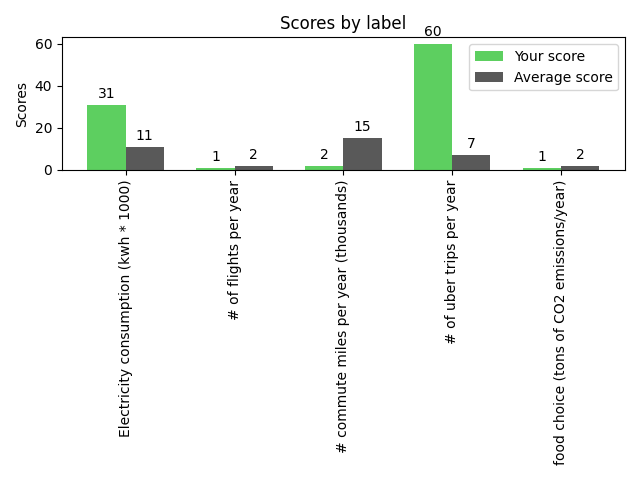 Scores by label
Scores
60
40
20
0
Your score
Average score
31
11
1
2
2
15
60
7
1
2
Electricity consumption (kwh * 1000)
# of flights per year
# commute miles per year (thousands)
# of uber trips per year
food choice (tons of CO2 emissions/year)